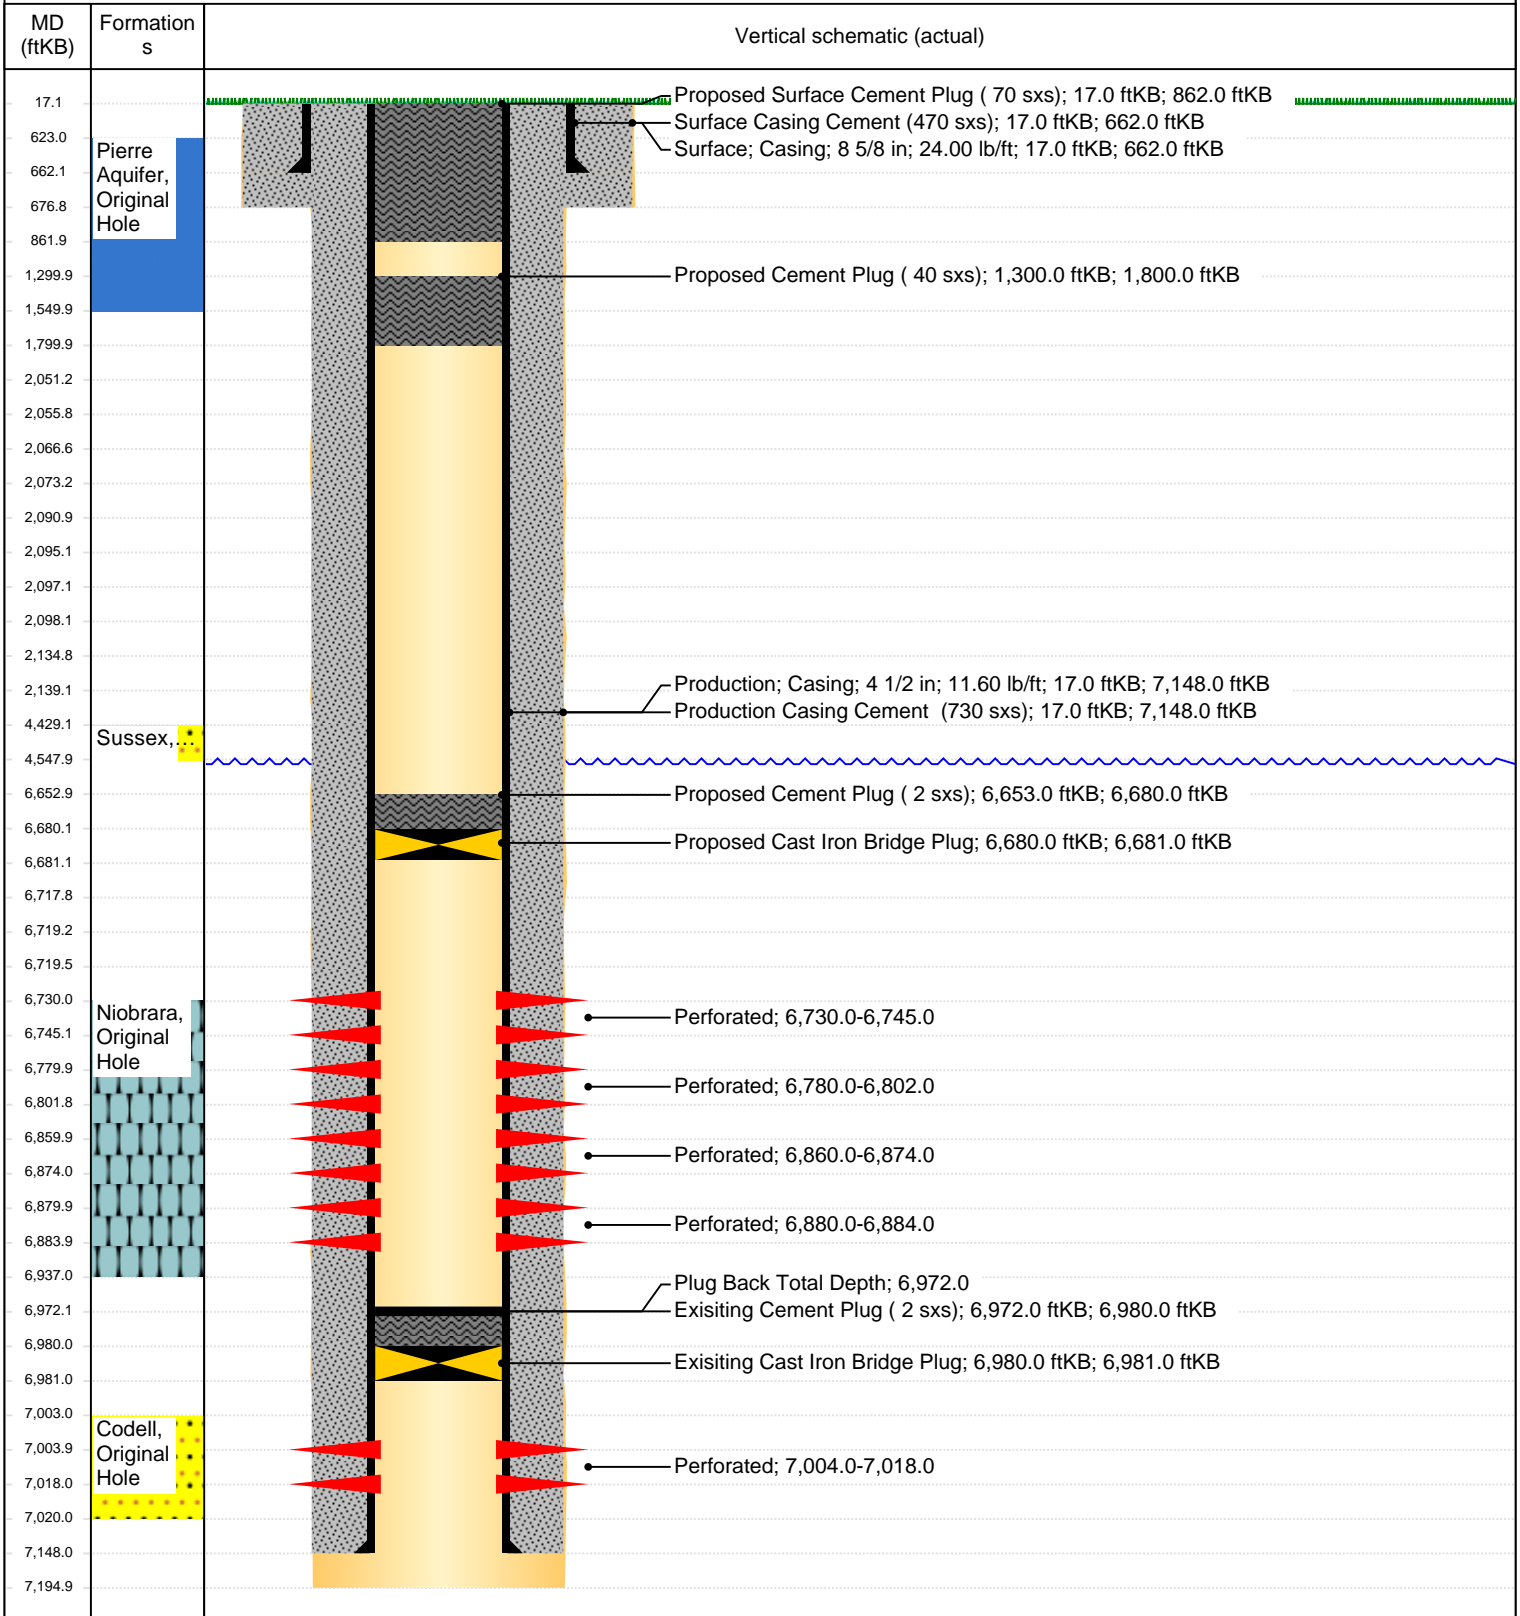 MD
(ftKB)
Formation
s
Vertical schematic (actual)
17.1
623.0
662.1
676.8
861.9
1,299.9
1,549.9
1,799.9
2,051.2
2,055.8
2,066.6
2,073.2
2,090.9
2,095.1
2,097.1
2,098.1
2,134.8
2,139.1
4,429.1
4,547.9
6,652.9
6,680.1
6,681.1
6,717.8
6,719.2
6,719.5
6,730.0
6,745.1
6,779.9
6,801.8
6,859.9
6,874.0
6,879.9
6,883.9
6,937.0
6,972.1
6,980.0
6,981.0
7,003.0
7,003.9
7,018.0
7,020.0
7,148.0
7,194.9
Pierre
Aquifer,
Original
Hole
Sussex,...
Niobrara,
Original
Hole
Codell,
Original
Hole
Proposed Surface Cement Plug ( 70 sxs); 17.0 ftKB; 862.0 ftKB
Surface Casing Cement (470 sxs); 17.0 ftKB; 662.0 ftKB
Surface; Casing; 8 5/8 in; 24.00 lb/ft; 17.0 ftKB; 662.0 ftKB
Proposed Cement Plug ( 40 sxs); 1,300.0 ftKB; 1,800.0 ftKB
Production; Casing; 4 1/2 in; 11.60 lb/ft; 17.0 ftKB; 7,148.0 ftKB
Production Casing Cement  (730 sxs); 17.0 ftKB; 7,148.0 ftKB
Proposed Cement Plug ( 2 sxs); 6,653.0 ftKB; 6,680.0 ftKB
Proposed Cast Iron Bridge Plug; 6,680.0 ftKB; 6,681.0 ftKB
Perforated; 6,730.0-6,745.0
Perforated; 6,780.0-6,802.0
Perforated; 6,860.0-6,874.0
Perforated; 6,880.0-6,884.0
Plug Back Total Depth; 6,972.0
Exisiting Cement Plug ( 2 sxs); 6,972.0 ftKB; 6,980.0 ftKB
Exisiting Cast Iron Bridge Plug; 6,980.0 ftKB; 6,981.0 ftKB
Perforated; 7,004.0-7,018.0